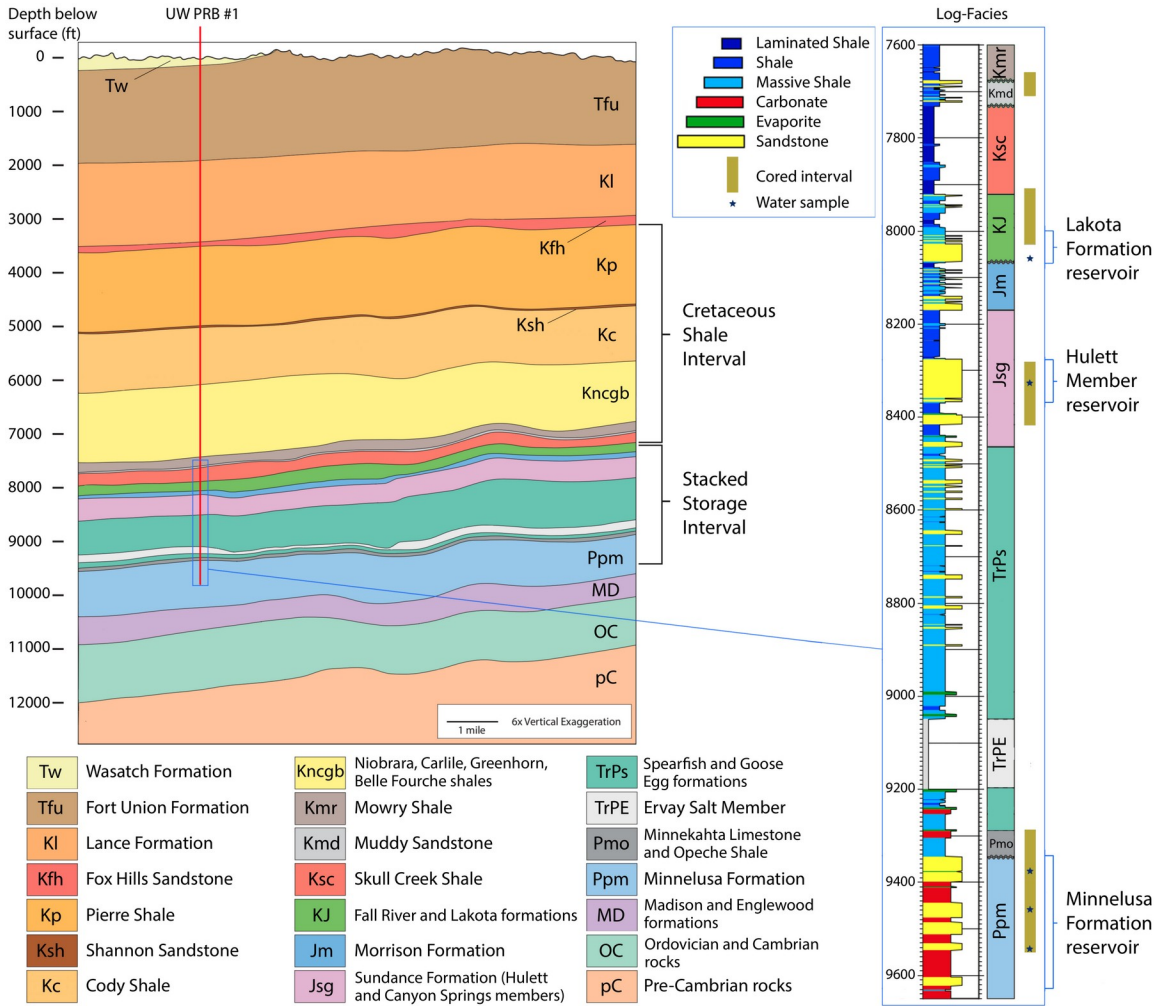 Depth below
surface (ft)
UW PRB #1
0
1000
2000
3000
4000
5000
6000
7000
8000
9000
10000
11000
12000
Tw
Tfu
Kl
Kfh
Kp
Ksh
Kc
Kncgb
Ppm
MD
OC
pC
1 mile
6x Vertical Exaggeration
Cretaceous
Shale
Interval
Stacked
Storage
Interval
Laminated Shale
Shale
Massive Shale
Carbonate
Evaporite
Sandstone
Cored interval
Water sample
Log-Facies
7600
7800
8000
8200
8400
8600
8800
9000
9200
9400
9600
Kmr
Kmd
Ksc
KJ
Jm
Jsg
TrPs
TrPE
Pmo
Ppm
Lakota
Formation
reservoir
Hulett
Member
reservoir
Minnelusa
Formation
reservoir
Tw Wasatch Formation
Tfu Fort Union Formation
Kl Lance Formation
Kfh Fox Hills Sandstone
Kp Pierre Shale
Ksh Shannon Sandstone
Kc Cody Shale
Kncgb Niobrara, Carlile, Greenhorn,
Belle Fourche shales
Kmr Mowry Shale
Kmd Muddy Sandstone
Ksc Skull Creek Shale
KJ Fall River and Lakota formations
Jm Morrison Formation
Jsg Sundance Formation (Hulett
and Canyon Springs members)
TrPs Spearfish and Goose
Egg formations
TrPE Ervay Salt Member
Pmo Minnekahta Limestone
and Opeche Shale
Ppm Minnelusa Formation
MD Madison and Englewood
formations
OC Ordovician and Cambrian
rocks
pC Pre-Cambrian rocks